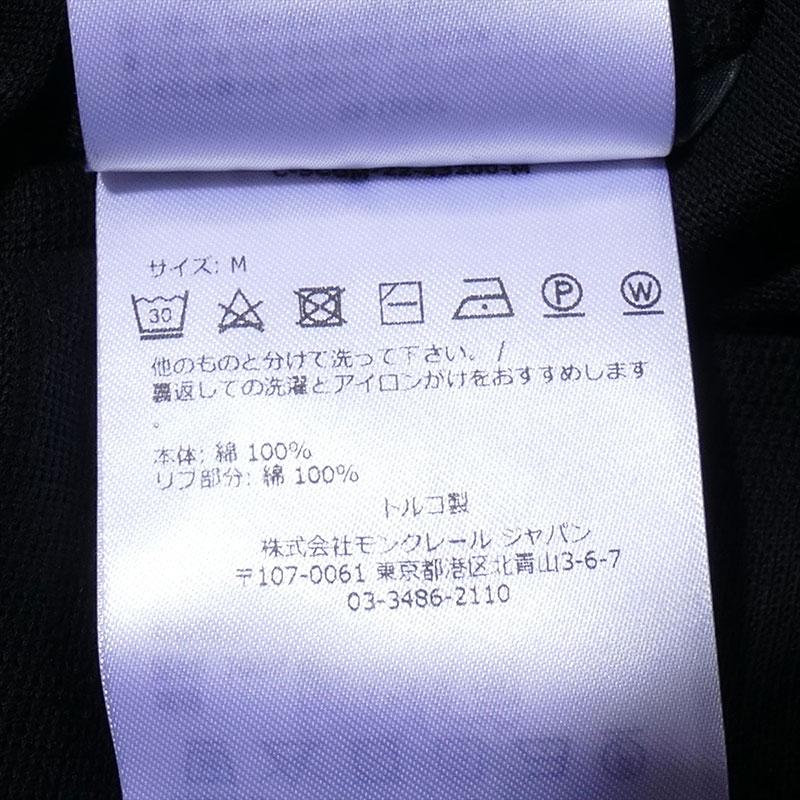 サイズ: M
30
P
W
他のものと分けて洗って下さい。 /
裏返しての洗濯とアイロンがけをおすすめします
。
本体: 綿 100%
リブ部分: 綿 100%
トルコ製
株式会社モンクレール ジャパン
〒107-0061 東京都港区北青山3-6-7
03-3486-2110